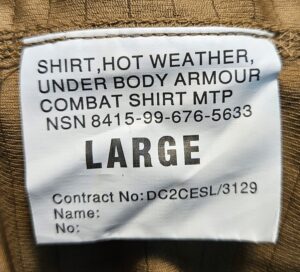 SHIRT,HOT WEATHER,
UNDER BODY ARMOUR
COMBAT SHIRT MTP
NSN 8415-99-676-5633
LARGE
Contract No: DC2CESL/3129
Name:
No: